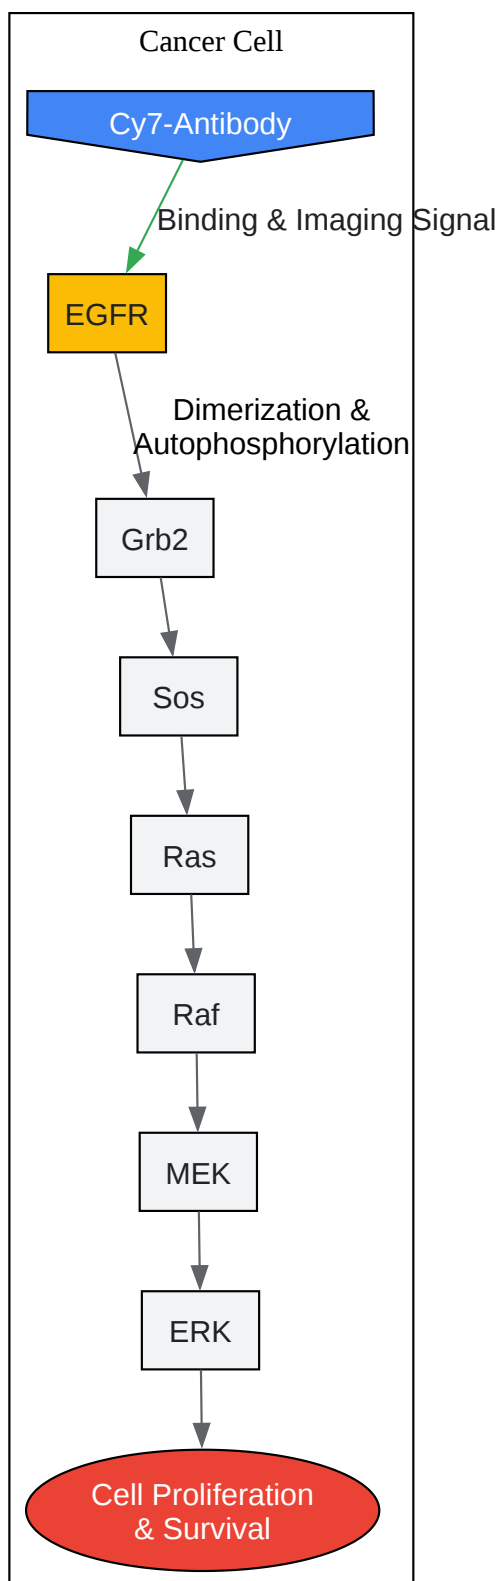 Cancer Cell
Cy7-Antibody
Binding & Imaging Signal
EGFR
Dimerization &
Autophosphorylation
Grb2
Sos
Ras
Raf
MEK
ERK
Cell Proliferation
& Survival